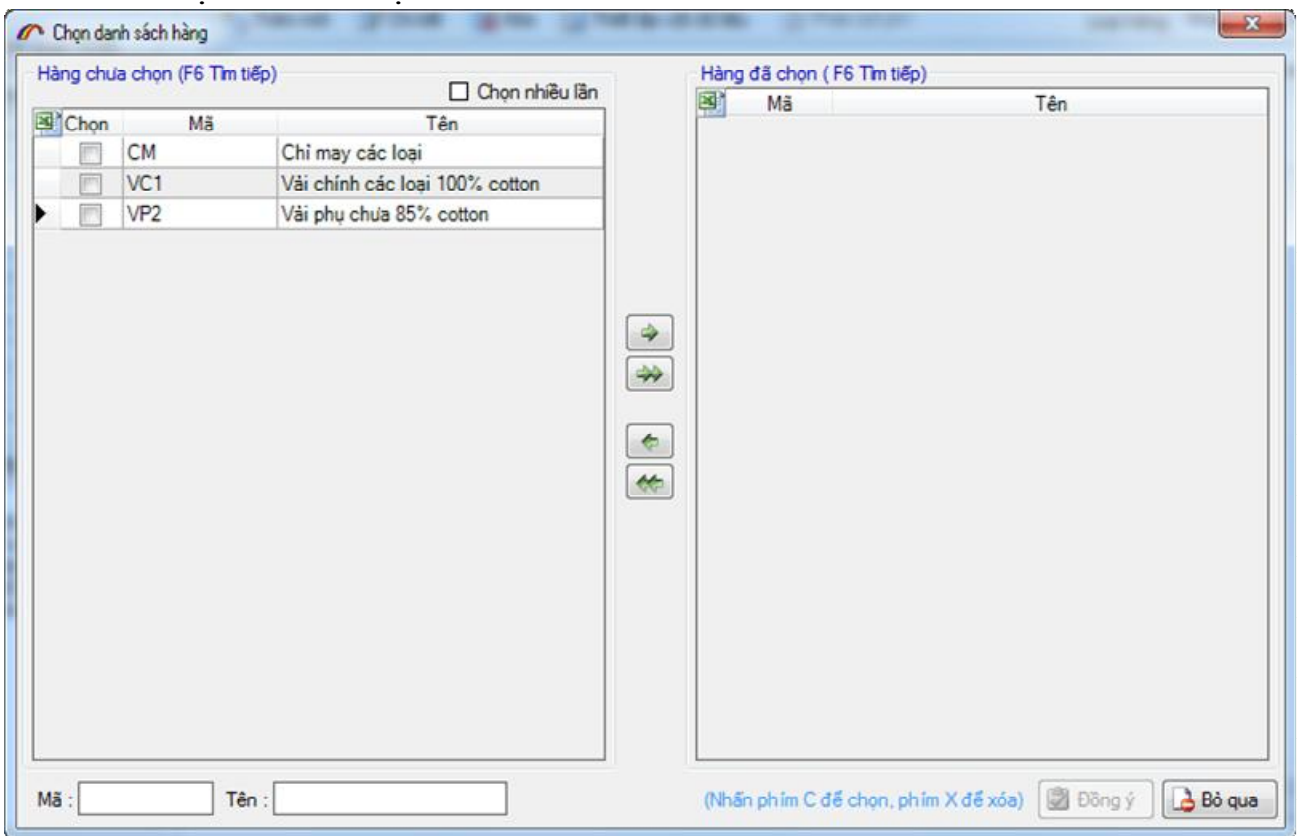 Chọn danh sách hàng
Hàng chưa chọn (F6 Tìm tiếp)
Chọn nhiều lần
Chọn Mã Tên
CM Chỉ may các loại
VC1 Vải chính các loại 100% cotton
VP2 Vải phụ chưa 85% cotton
Hàng đã chọn ( F6 Tìm tiếp)
Mã Tên
Mã : Tên :
(Nhấn phím C để chọn, phím X để xóa) Đồng ý Bỏ qua